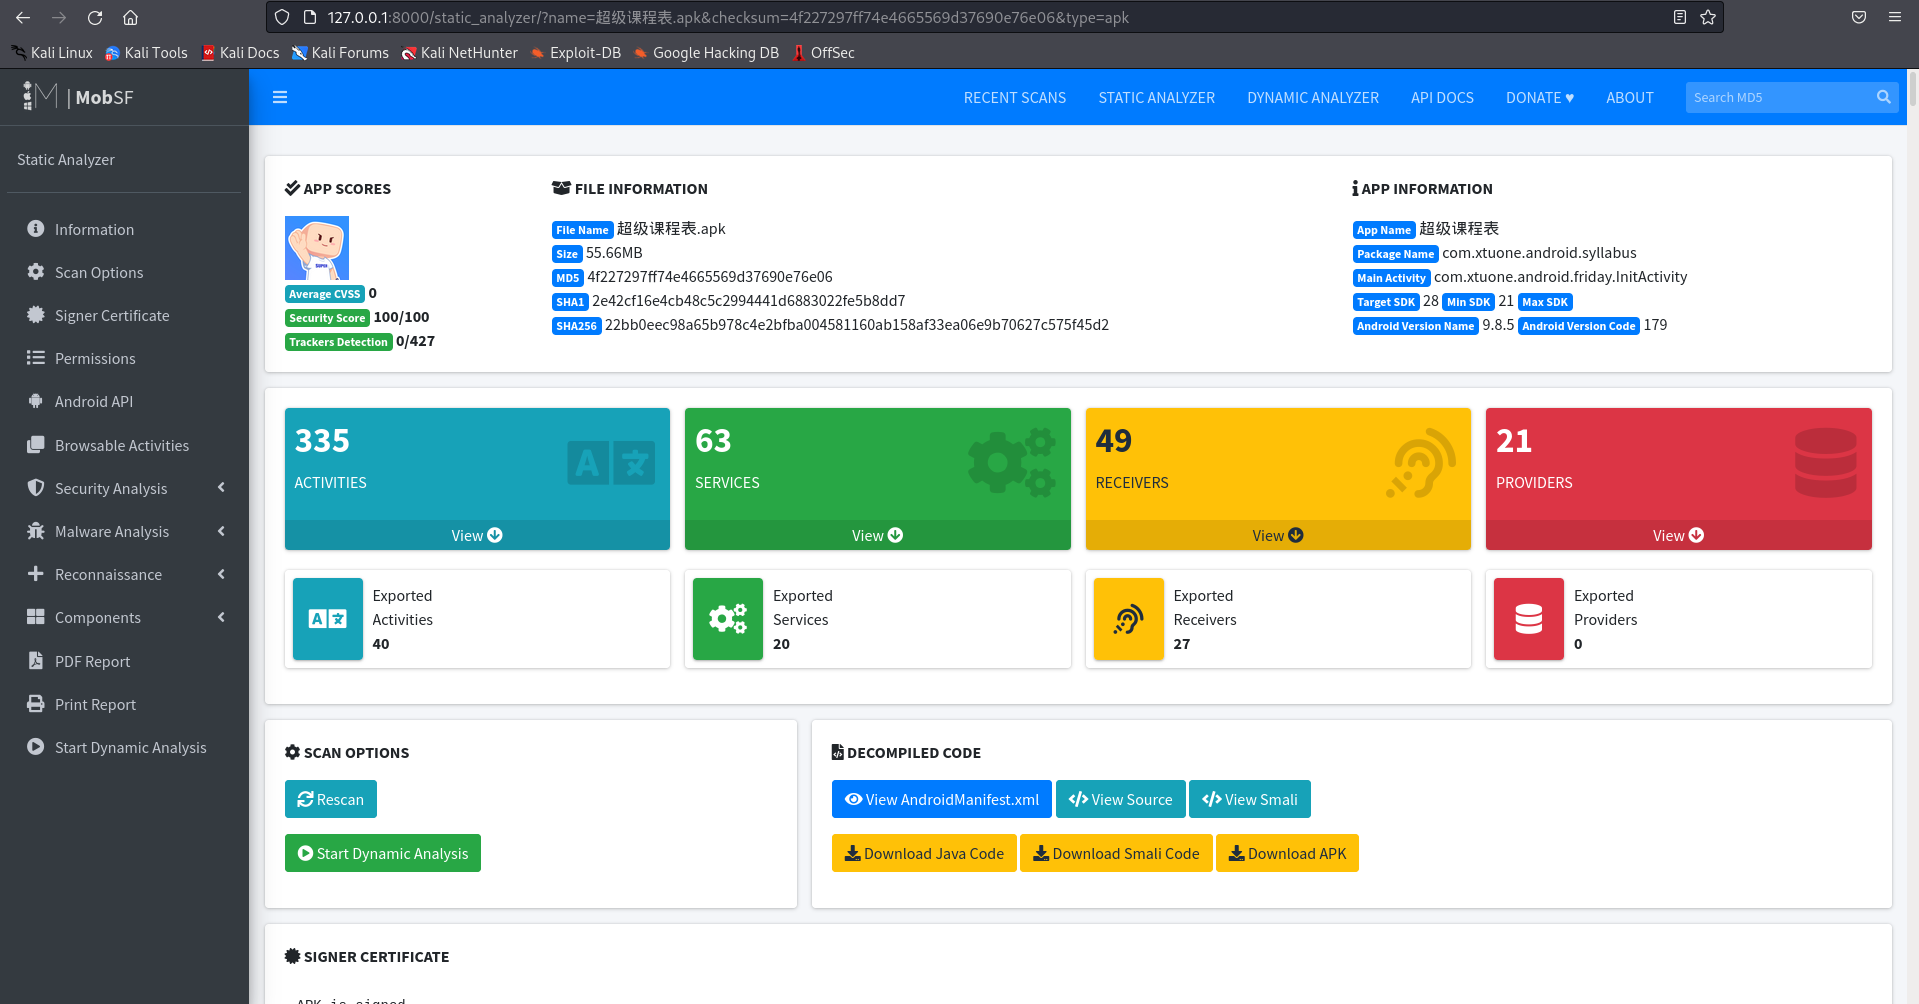 127.0.0.1:8000/static_analyzer/?name=超级课程表.apk&checksum=4f227297ff74e4665569d37690e76e06&type=apk
Kali Linux Kali Tools Kali Docs Kali Forums Kali NetHunter Exploit-DB Google Hacking DB OffSec
MobSF
RECENT SCANS STATIC ANALYZER DYNAMIC ANALYZER API DOCS DONATE ♥ ABOUT Search MD5
Static Analyzer
Information
Scan Options
Signer Certificate
Permissions
Android API
Browsable Activities
Security Analysis
Malware Analysis
Reconnaissance
Components
PDF Report
Print Report
Start Dynamic Analysis
APP SCORES
Average CVSS 0
Security Score 100/100
Trackers Detection 0/427
FILE INFORMATION
File Name 超级课程表.apk
Size 55.66MB
MD5 4f227297ff74e4665569d37690e76e06
SHA1 2e42cf16e4cb48c5c2994441d6883022fe5b8dd7
SHA256 22bb0eec98a65b978c4e2bfba004581160ab158af33ea06e9b70627c575f45d2
APP INFORMATION
App Name 超级课程表
Package Name com.xtuone.android.syllabus
Main Activity com.xtuone.android.friday.InitActivity
Target SDK 28 Min SDK 21 Max SDK
Android Version Name 9.8.5 Android Version Code 179
335
ACTIVITIES
View
63
SERVICES
View
49
RECEIVERS
View
21
PROVIDERS
View
Exported
Activities
40
Exported
Services
20
Exported
Receivers
27
Exported
Providers
0
SCAN OPTIONS
Rescan
Start Dynamic Analysis
DECOMPILED CODE
View AndroidManifest.xml View Source View Smali
Download Java Code Download Smali Code Download APK
SIGNER CERTIFICATE
APK is signed